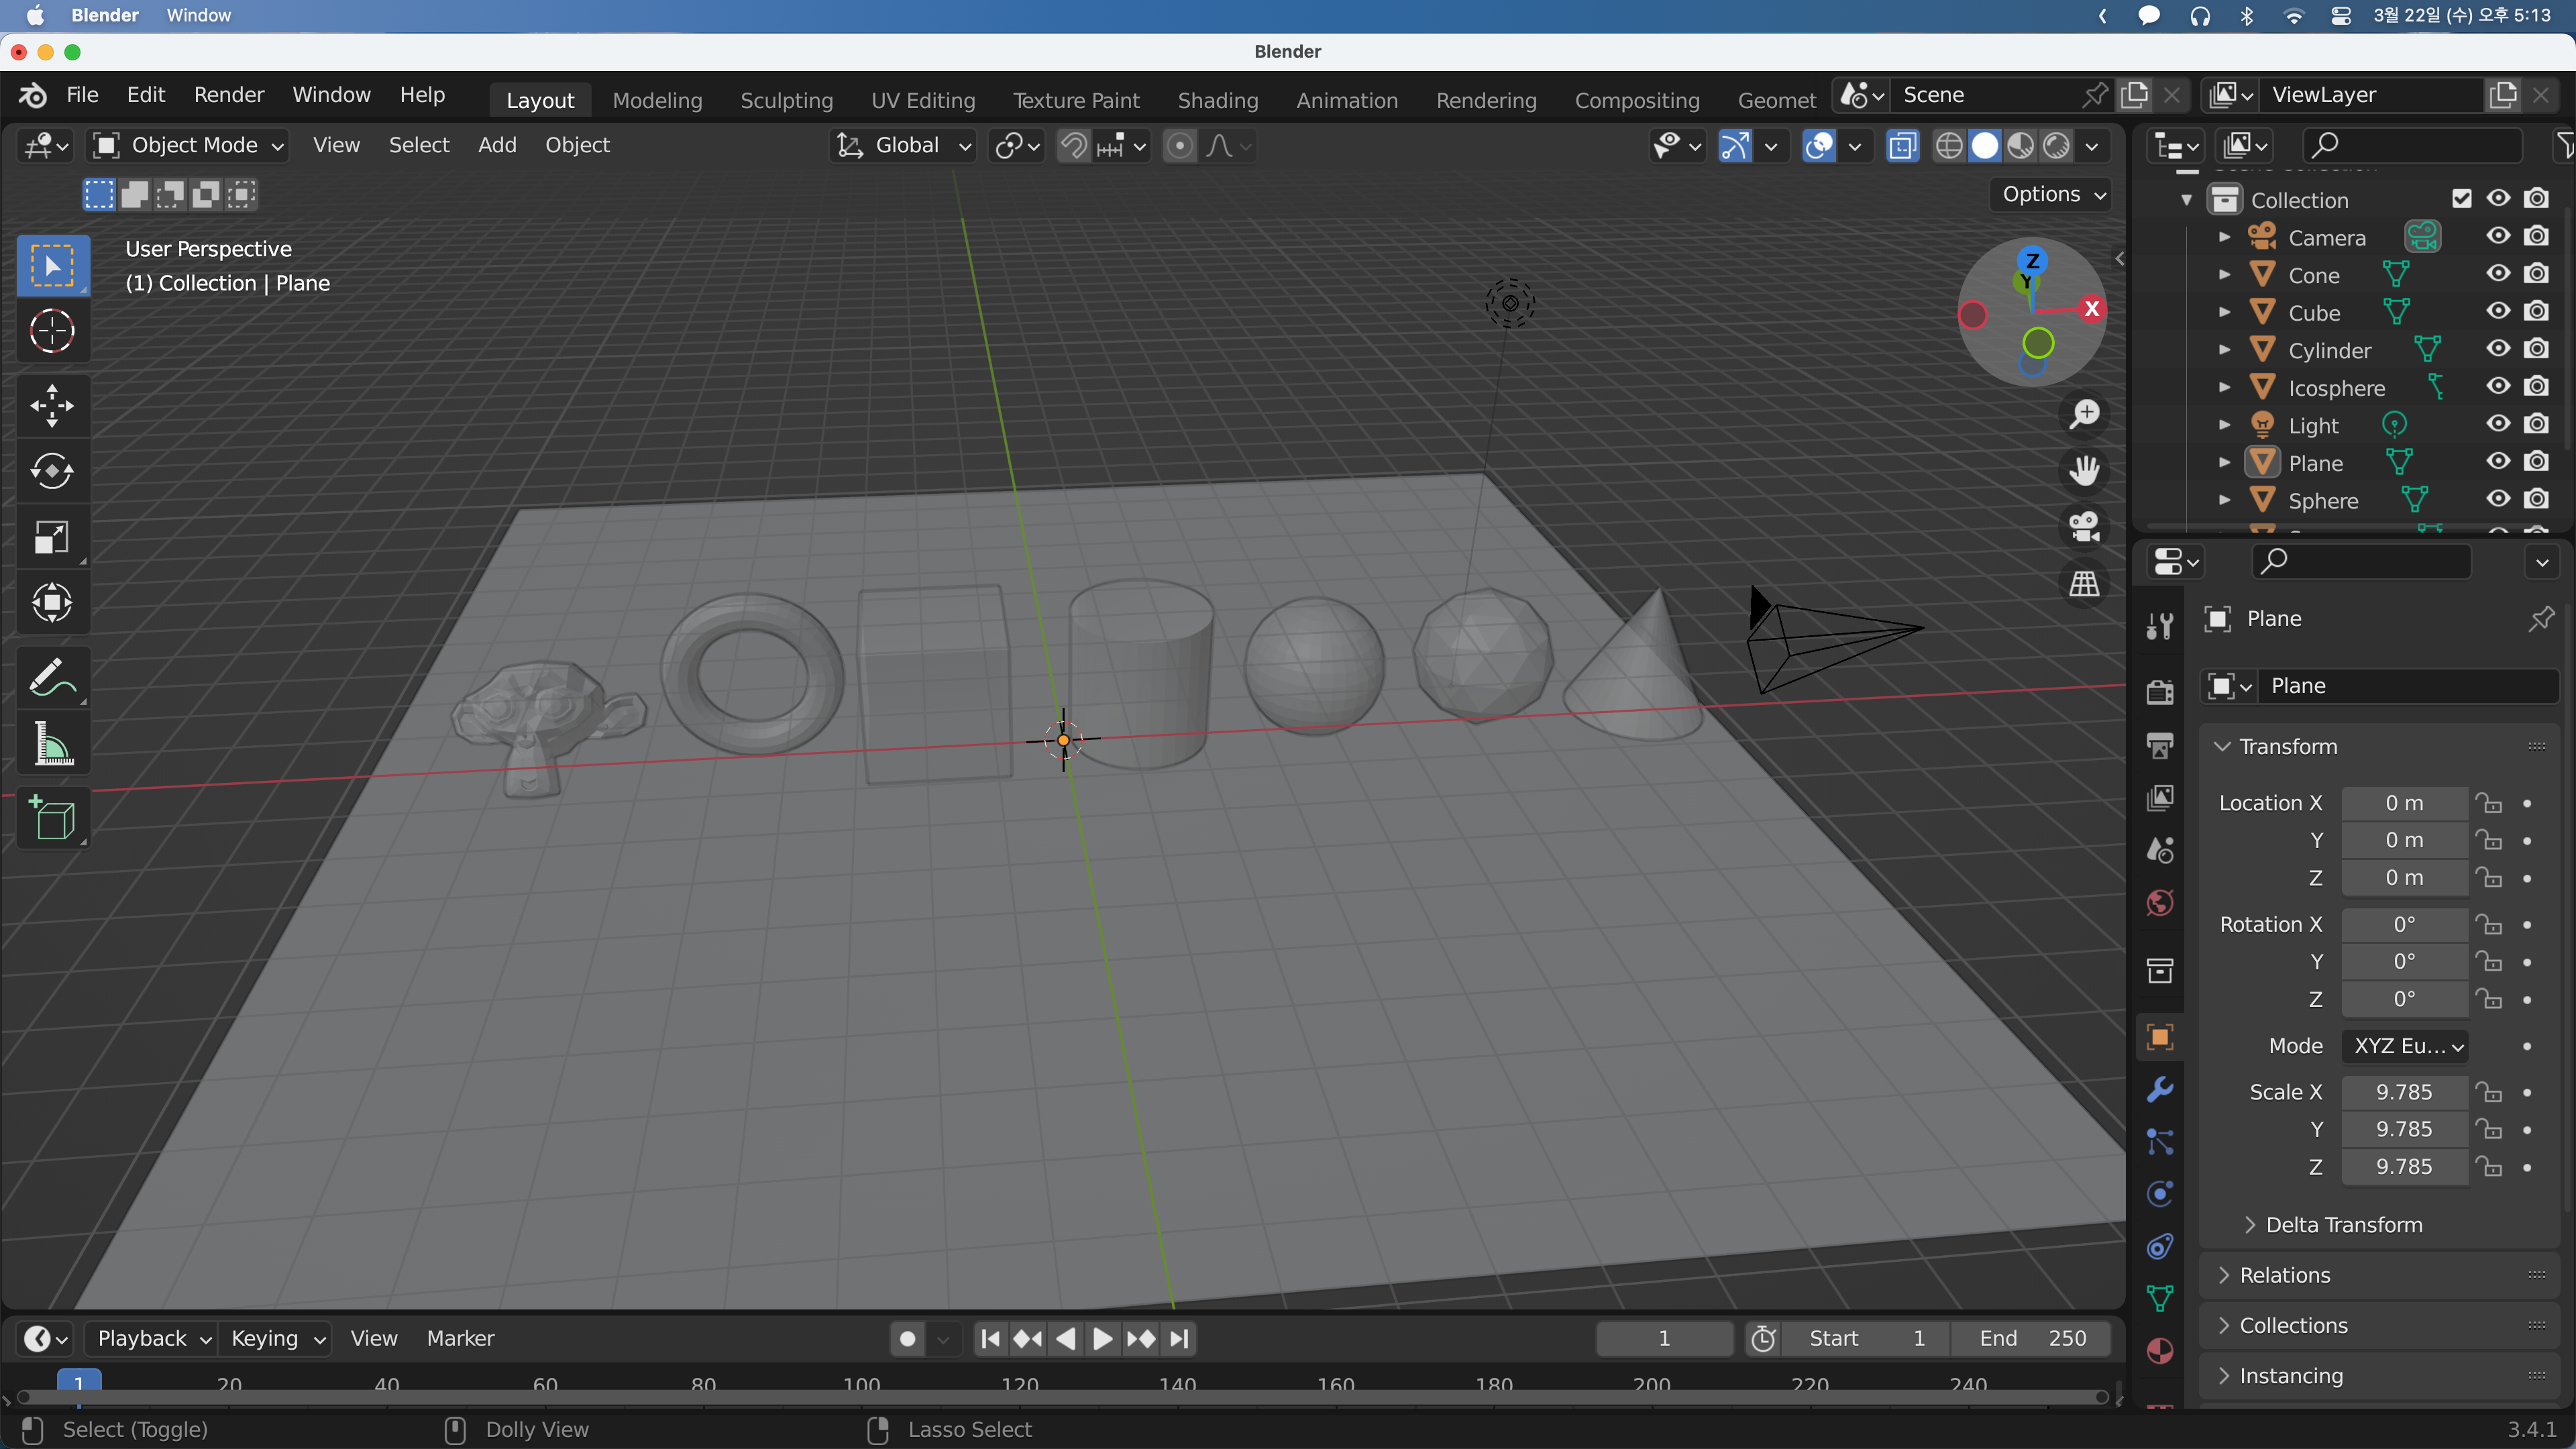 Blender Window 3월 22일 (수) 오후 5:13
Blender
File Edit Render Window Help Layout Modeling Sculpting UV Editing Texture Paint Shading Animation Rendering Compositing Geomet Scene ViewLayer
Object Mode View Select Add Object Global
Options
User Perspective
(1) Collection | Plane
Z
Y
X
Collection
Camera
Cone
Cube
Cylinder
Icosphere
Light
Plane
Sphere
Plane
Plane
Transform
Location X 0 m
Y 0 m
Z 0 m
Rotation X 0°
Y 0°
Z 0°
Mode XYZ Eu...
Scale X 9.785
Y 9.785
Z 9.785
Delta Transform
Relations
Collections
Instancing
Playback Keying View Marker 1 Start 1 End 250
1 20 40 60 80 100 120 140 160 180 200 220 240
Select (Toggle) Dolly View Lasso Select 3.4.1